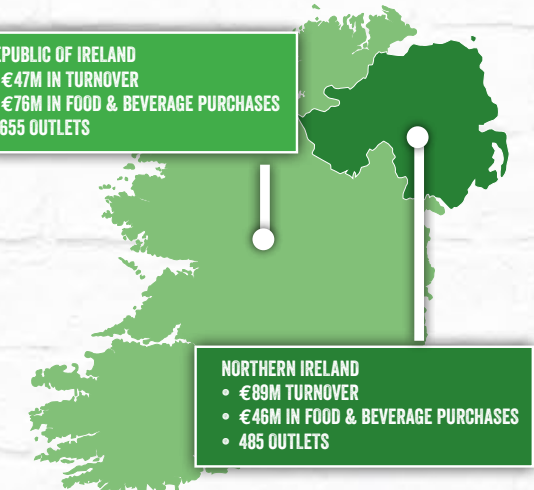 EPUBLIC OF IRELAND
€47M IN TURNOVER
€76M IN FOOD & BEVERAGE PURCHASES
655 OUTLETS
NORTHERN IRELAND
• €89M TURNOVER
• €46M IN FOOD & BEVERAGE PURCHASES
• 485 OUTLETS